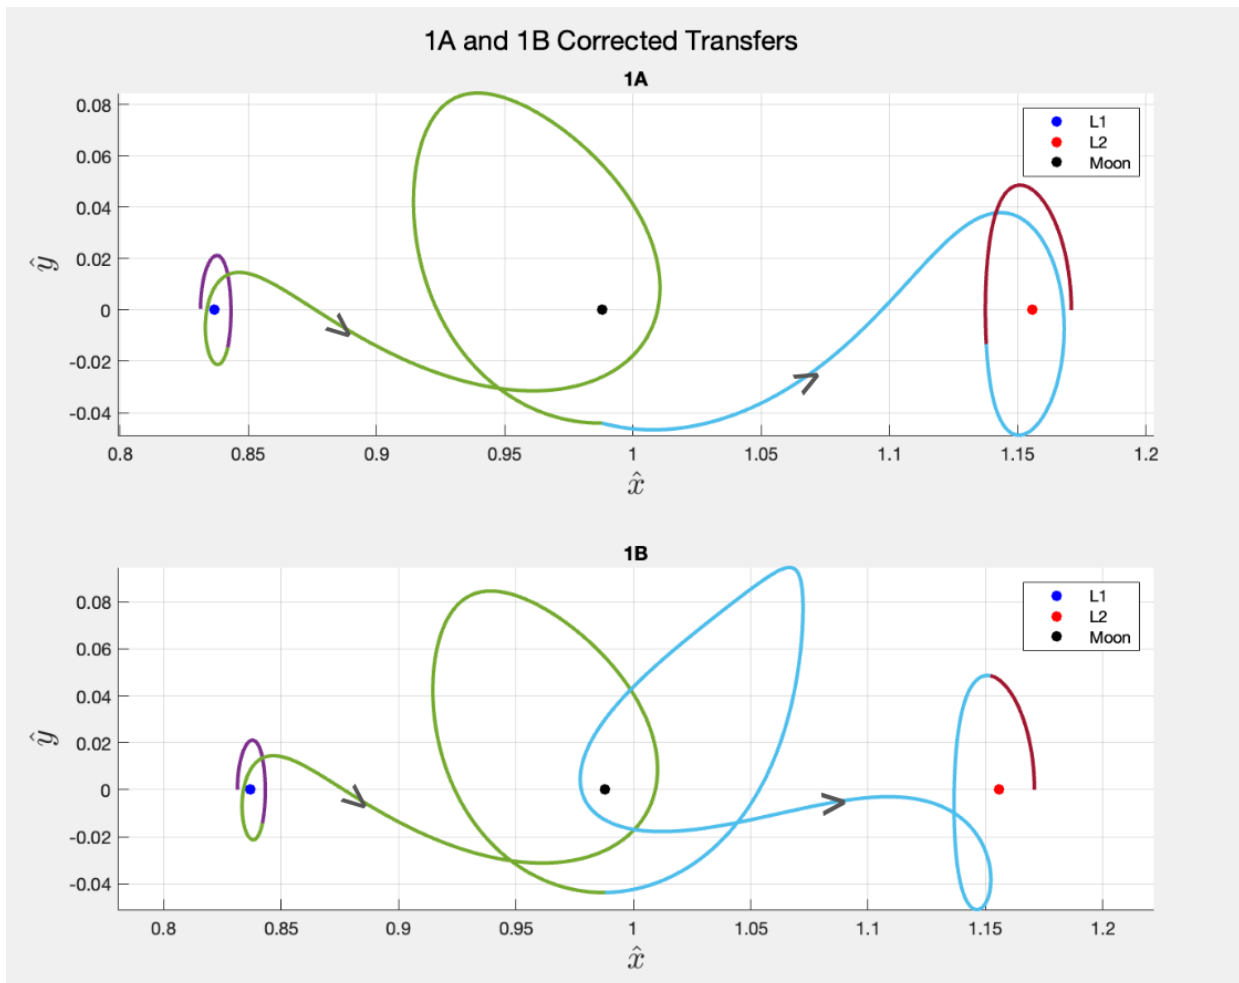 1A and 1B Corrected Transfers
1A
0.08
0.06
0.04
0.02
0
-0.02
-0.04
ŷ
L1
L2
Moon
0.8 0.85 0.9 0.95 1 1.05 1.1 1.15 1.2
x̂
1B
0.08
0.06
0.04
0.02
0
-0.02
-0.04
ŷ
L1
L2
Moon
0.8 0.85 0.9 0.95 1 1.05 1.1 1.15 1.2
x̂